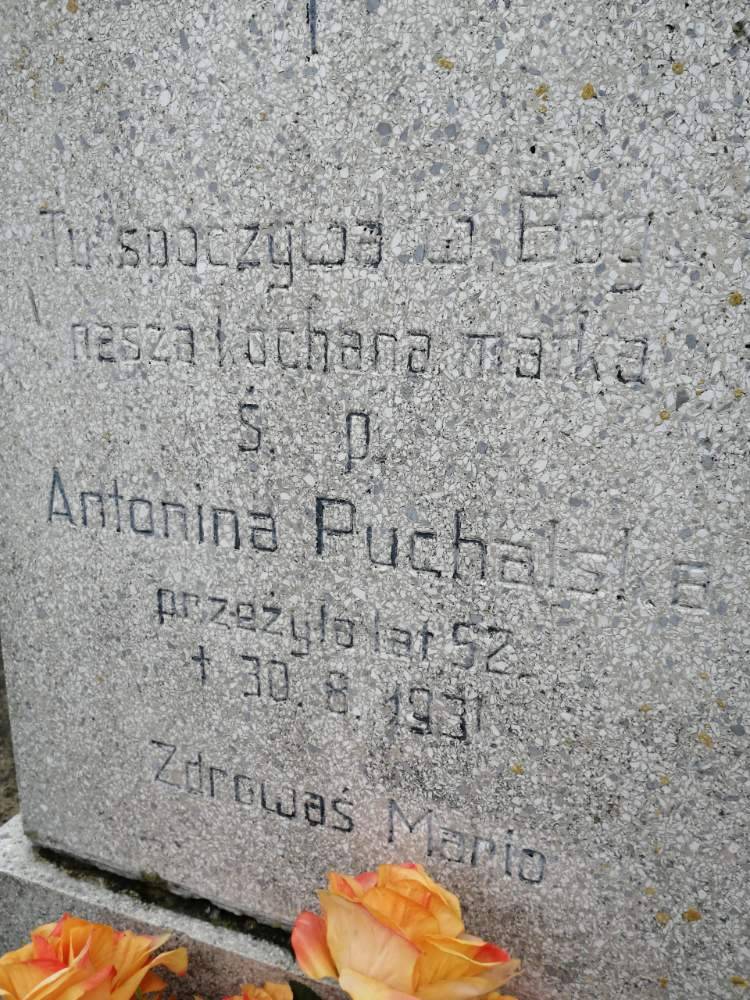 Tu spoczywa w Bogu
nasza kochana matka
Ś. p.
Antonina Puchalska
przeżyła lat 52.
† 30. 8. 1931
Zdrowaś Mario